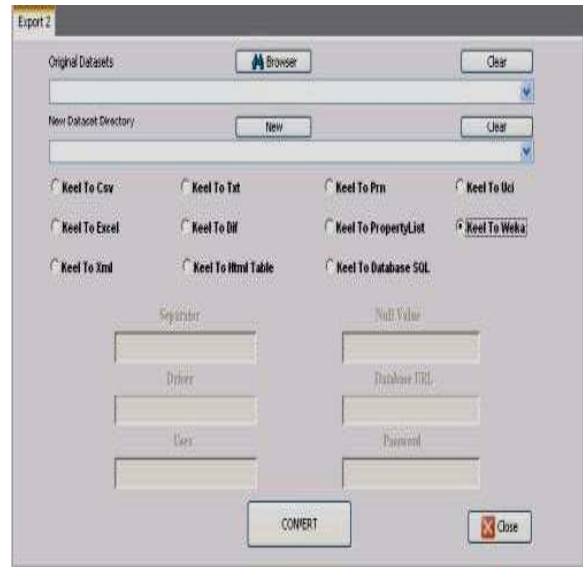 Export 2
Original Datasets Browser Clear
New Dataset Directory New Clear
Keel To Csv Keel To Txt Keel To Prn Keel To Uci
Keel To Excel Keel To Dif Keel To PropertyList Keel To Weka
Keel To Xml Keel To Html Table Keel To Database SQL
Separator Null Value
Driver Database URL
User Password
CONVERT Close